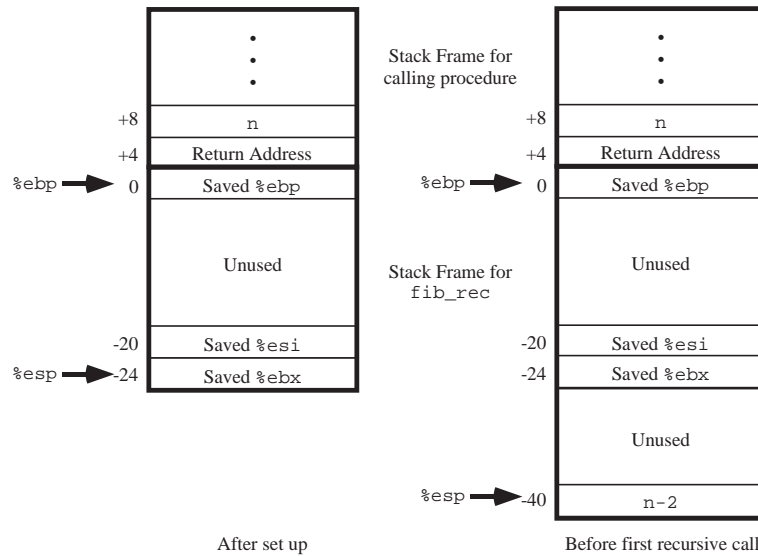 Stack Frame for
calling procedure
+8
n
+4
Return Address
%ebp
0
Saved %ebp
Unused
-20
Saved %esi
%esp
-24
Saved %ebx
After set up
Stack Frame for
fib_rec
+8
n
+4
Return Address
%ebp
0
Saved %ebp
Unused
-20
Saved %esi
-24
Saved %ebx
Unused
%esp
-40
n-2
Before first recursive call